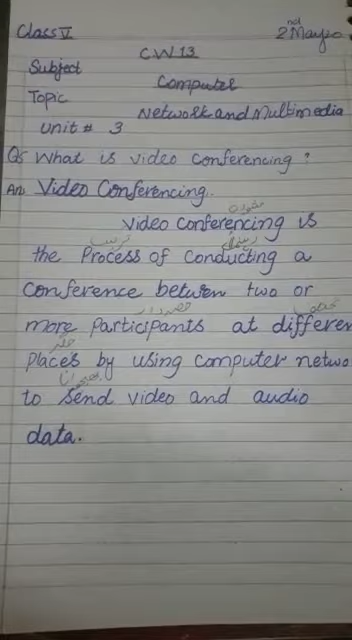 Class V
2nd May
CW 13
Subject
Computer
Topic
Network and Multimedia
Unit # 3
Q5 What is video conferencing?
Ans Video Conferencing.
Video Conferencing is
the Process of Conducting a
Conference between two or
more Participants at differen
Places by using Computer netwo
to Send video and audio
data.